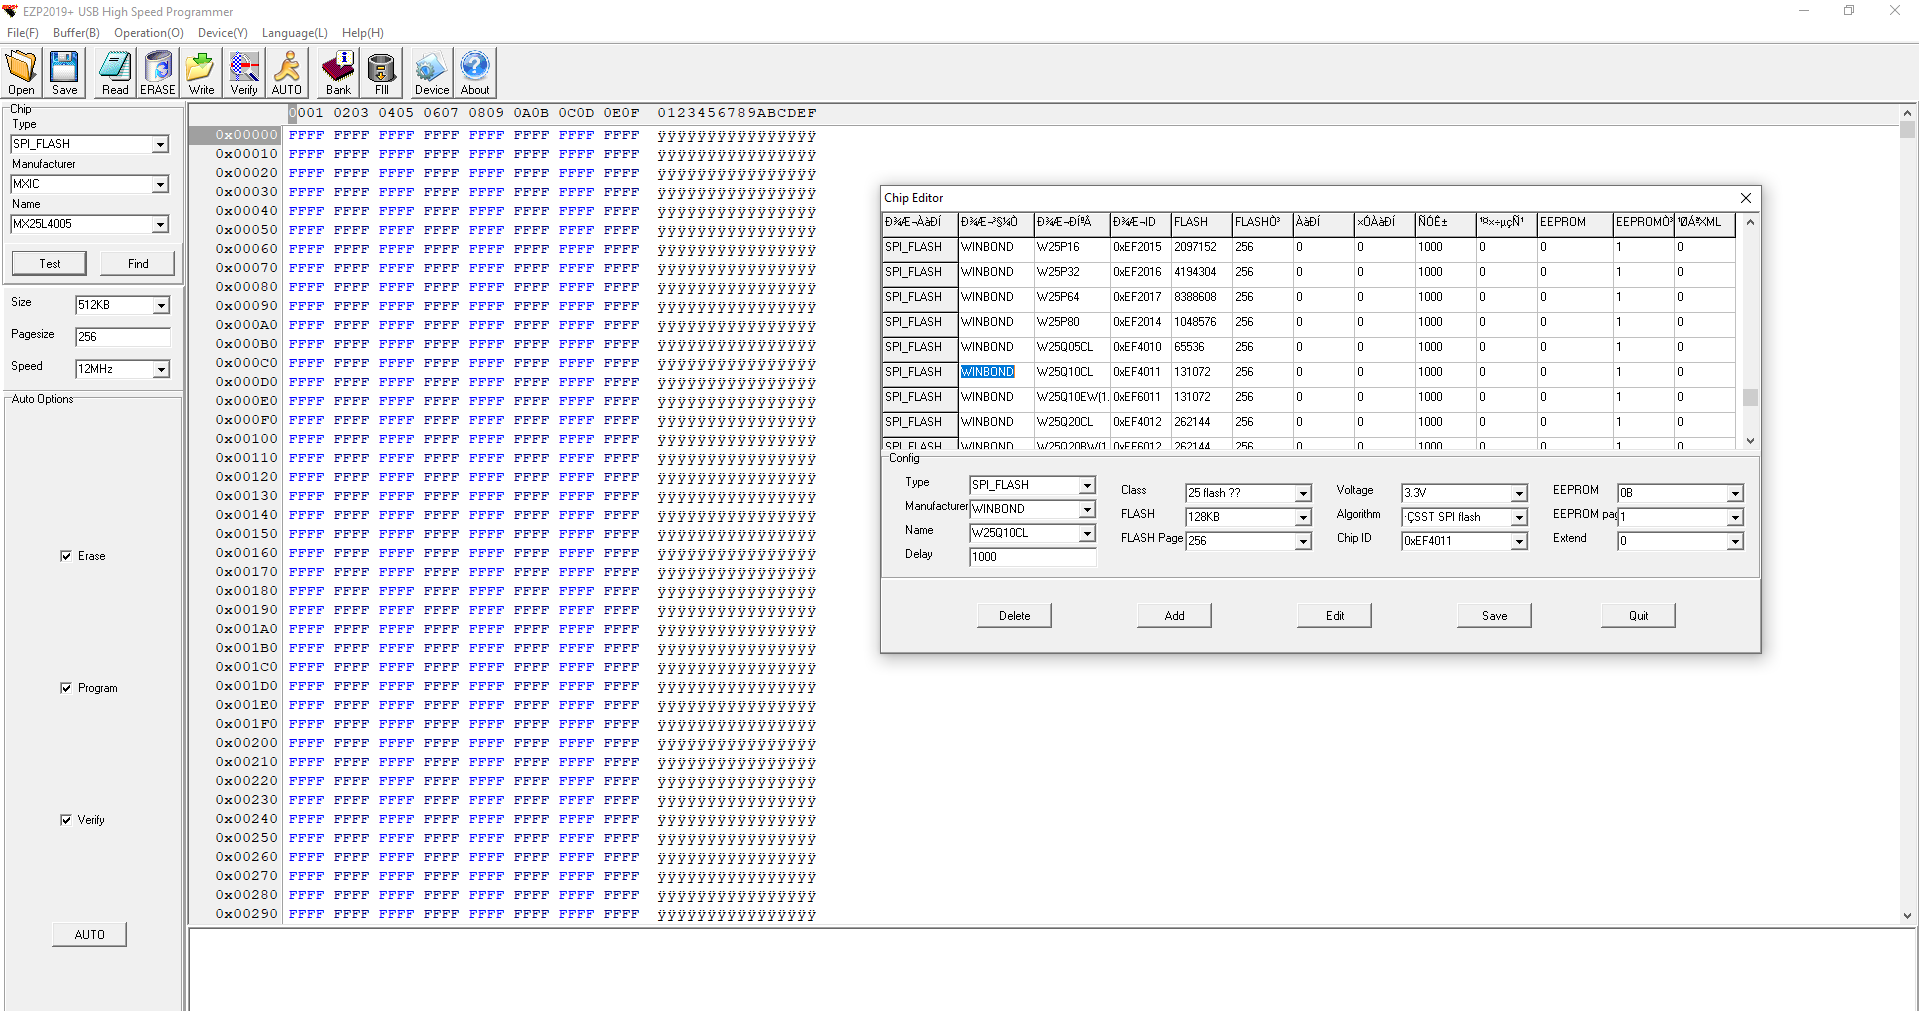 EZP2019+ USB High Speed Programmer
File(F) Buffer(B) Operation(O) Device(Y) Language(L) Help(H)
Open Save Read ERASE Write Verify AUTO Bank FIll Device About
Chip
Type
SPI_FLASH
Manufacturer
MXIC
Name
MX25L4005
Test Find
Size 512KB
Pagesize 256
Speed 12MHz
Auto Options
Erase
Program
Verify
AUTO
0001 0203 0405 0607 0809 0A0B 0C0D 0E0F 0123456789ABCDEF
0x00000 FFFF FFFF FFFF FFFF FFFF FFFF FFFF FFFF ÿÿÿÿÿÿÿÿÿÿÿÿÿÿÿÿ
0x00010 FFFF FFFF FFFF FFFF FFFF FFFF FFFF FFFF ÿÿÿÿÿÿÿÿÿÿÿÿÿÿÿÿ
0x00020 FFFF FFFF FFFF FFFF FFFF FFFF FFFF FFFF ÿÿÿÿÿÿÿÿÿÿÿÿÿÿÿÿ
0x00030 FFFF FFFF FFFF FFFF FFFF FFFF FFFF FFFF ÿÿÿÿÿÿÿÿÿÿÿÿÿÿÿÿ
0x00040 FFFF FFFF FFFF FFFF FFFF FFFF FFFF FFFF ÿÿÿÿÿÿÿÿÿÿÿÿÿÿÿÿ
0x00050 FFFF FFFF FFFF FFFF FFFF FFFF FFFF FFFF ÿÿÿÿÿÿÿÿÿÿÿÿÿÿÿÿ
0x00060 FFFF FFFF FFFF FFFF FFFF FFFF FFFF FFFF ÿÿÿÿÿÿÿÿÿÿÿÿÿÿÿÿ
0x00070 FFFF FFFF FFFF FFFF FFFF FFFF FFFF FFFF ÿÿÿÿÿÿÿÿÿÿÿÿÿÿÿÿ
0x00080 FFFF FFFF FFFF FFFF FFFF FFFF FFFF FFFF ÿÿÿÿÿÿÿÿÿÿÿÿÿÿÿÿ
0x00090 FFFF FFFF FFFF FFFF FFFF FFFF FFFF FFFF ÿÿÿÿÿÿÿÿÿÿÿÿÿÿÿÿ
0x000A0 FFFF FFFF FFFF FFFF FFFF FFFF FFFF FFFF ÿÿÿÿÿÿÿÿÿÿÿÿÿÿÿÿ
0x000B0 FFFF FFFF FFFF FFFF FFFF FFFF FFFF FFFF ÿÿÿÿÿÿÿÿÿÿÿÿÿÿÿÿ
0x000C0 FFFF FFFF FFFF FFFF FFFF FFFF FFFF FFFF ÿÿÿÿÿÿÿÿÿÿÿÿÿÿÿÿ
0x000D0 FFFF FFFF FFFF FFFF FFFF FFFF FFFF FFFF ÿÿÿÿÿÿÿÿÿÿÿÿÿÿÿÿ
0x000E0 FFFF FFFF FFFF FFFF FFFF FFFF FFFF FFFF ÿÿÿÿÿÿÿÿÿÿÿÿÿÿÿÿ
0x000F0 FFFF FFFF FFFF FFFF FFFF FFFF FFFF FFFF ÿÿÿÿÿÿÿÿÿÿÿÿÿÿÿÿ
0x00100 FFFF FFFF FFFF FFFF FFFF FFFF FFFF FFFF ÿÿÿÿÿÿÿÿÿÿÿÿÿÿÿÿ
0x00110 FFFF FFFF FFFF FFFF FFFF FFFF FFFF FFFF ÿÿÿÿÿÿÿÿÿÿÿÿÿÿÿÿ
0x00120 FFFF FFFF FFFF FFFF FFFF FFFF FFFF FFFF ÿÿÿÿÿÿÿÿÿÿÿÿÿÿÿÿ
0x00130 FFFF FFFF FFFF FFFF FFFF FFFF FFFF FFFF ÿÿÿÿÿÿÿÿÿÿÿÿÿÿÿÿ
0x00140 FFFF FFFF FFFF FFFF FFFF FFFF FFFF FFFF ÿÿÿÿÿÿÿÿÿÿÿÿÿÿÿÿ
0x00150 FFFF FFFF FFFF FFFF FFFF FFFF FFFF FFFF ÿÿÿÿÿÿÿÿÿÿÿÿÿÿÿÿ
0x00160 FFFF FFFF FFFF FFFF FFFF FFFF FFFF FFFF ÿÿÿÿÿÿÿÿÿÿÿÿÿÿÿÿ
0x00170 FFFF FFFF FFFF FFFF FFFF FFFF FFFF FFFF ÿÿÿÿÿÿÿÿÿÿÿÿÿÿÿÿ
0x00180 FFFF FFFF FFFF FFFF FFFF FFFF FFFF FFFF ÿÿÿÿÿÿÿÿÿÿÿÿÿÿÿÿ
0x00190 FFFF FFFF FFFF FFFF FFFF FFFF FFFF FFFF ÿÿÿÿÿÿÿÿÿÿÿÿÿÿÿÿ
0x001A0 FFFF FFFF FFFF FFFF FFFF FFFF FFFF FFFF ÿÿÿÿÿÿÿÿÿÿÿÿÿÿÿÿ
0x001B0 FFFF FFFF FFFF FFFF FFFF FFFF FFFF FFFF ÿÿÿÿÿÿÿÿÿÿÿÿÿÿÿÿ
0x001C0 FFFF FFFF FFFF FFFF FFFF FFFF FFFF FFFF ÿÿÿÿÿÿÿÿÿÿÿÿÿÿÿÿ
0x001D0 FFFF FFFF FFFF FFFF FFFF FFFF FFFF FFFF ÿÿÿÿÿÿÿÿÿÿÿÿÿÿÿÿ
0x001E0 FFFF FFFF FFFF FFFF FFFF FFFF FFFF FFFF ÿÿÿÿÿÿÿÿÿÿÿÿÿÿÿÿ
0x001F0 FFFF FFFF FFFF FFFF FFFF FFFF FFFF FFFF ÿÿÿÿÿÿÿÿÿÿÿÿÿÿÿÿ
0x00200 FFFF FFFF FFFF FFFF FFFF FFFF FFFF FFFF ÿÿÿÿÿÿÿÿÿÿÿÿÿÿÿÿ
0x00210 FFFF FFFF FFFF FFFF FFFF FFFF FFFF FFFF ÿÿÿÿÿÿÿÿÿÿÿÿÿÿÿÿ
0x00220 FFFF FFFF FFFF FFFF FFFF FFFF FFFF FFFF ÿÿÿÿÿÿÿÿÿÿÿÿÿÿÿÿ
0x00230 FFFF FFFF FFFF FFFF FFFF FFFF FFFF FFFF ÿÿÿÿÿÿÿÿÿÿÿÿÿÿÿÿ
0x00240 FFFF FFFF FFFF FFFF FFFF FFFF FFFF FFFF ÿÿÿÿÿÿÿÿÿÿÿÿÿÿÿÿ
0x00250 FFFF FFFF FFFF FFFF FFFF FFFF FFFF FFFF ÿÿÿÿÿÿÿÿÿÿÿÿÿÿÿÿ
0x00260 FFFF FFFF FFFF FFFF FFFF FFFF FFFF FFFF ÿÿÿÿÿÿÿÿÿÿÿÿÿÿÿÿ
0x00270 FFFF FFFF FFFF FFFF FFFF FFFF FFFF FFFF ÿÿÿÿÿÿÿÿÿÿÿÿÿÿÿÿ
0x00280 FFFF FFFF FFFF FFFF FFFF FFFF FFFF FFFF ÿÿÿÿÿÿÿÿÿÿÿÿÿÿÿÿ
0x00290 FFFF FFFF FFFF FFFF FFFF FFFF FFFF FFFF ÿÿÿÿÿÿÿÿÿÿÿÿÿÿÿÿ
Chip Editor
Ð¾Æ¬ÀàÐÍ Ð¾Æ¬³§¼Ò Ð¾Æ¬ÐÍºÅ Ð¾Æ¬ID FLASH FLASHÒ³ ÀàÐÍ ×ÓÀàÐÍ ÑÓÊ± ¹¤×÷µçÑ¹ EEPROM EEPROMÒ³ ¹ØÁªXML
SPI_FLASH WINBOND W25P16 0xEF2015 2097152 256 0 0 1000 0 0 1 0
SPI_FLASH WINBOND W25P32 0xEF2016 4194304 256 0 0 1000 0 0 1 0
SPI_FLASH WINBOND W25P64 0xEF2017 8388608 256 0 0 1000 0 0 1 0
SPI_FLASH WINBOND W25P80 0xEF2014 1048576 256 0 0 1000 0 0 1 0
SPI_FLASH WINBOND W25Q05CL 0xEF4010 65536 256 0 0 1000 0 0 1 0
SPI_FLASH WINBOND W25Q10CL 0xEF4011 131072 256 0 0 1000 0 0 1 0
SPI_FLASH WINBOND W25Q10EW(1. 0xEF6011 131072 256 0 0 1000 0 0 1 0
SPI_FLASH WINBOND W25Q20CL 0xEF4012 262144 256 0 0 1000 0 0 1 0
SPI_FLASH WINBOND W25Q20BW(1 0xEF6012 262144 256 0 0 1000 0 0 1 0
Config
Type SPI_FLASH
Manufacturer WINBOND
Name W25Q10CL
Delay 1000
Class 25 flash ??
FLASH 128KB
FLASH Page 256
Voltage 3.3V
Algorithm ·ÇSST SPI flash
Chip ID 0xEF4011
EEPROM 0B
EEPROM pag 1
Extend 0
Delete Add Edit Save Quit